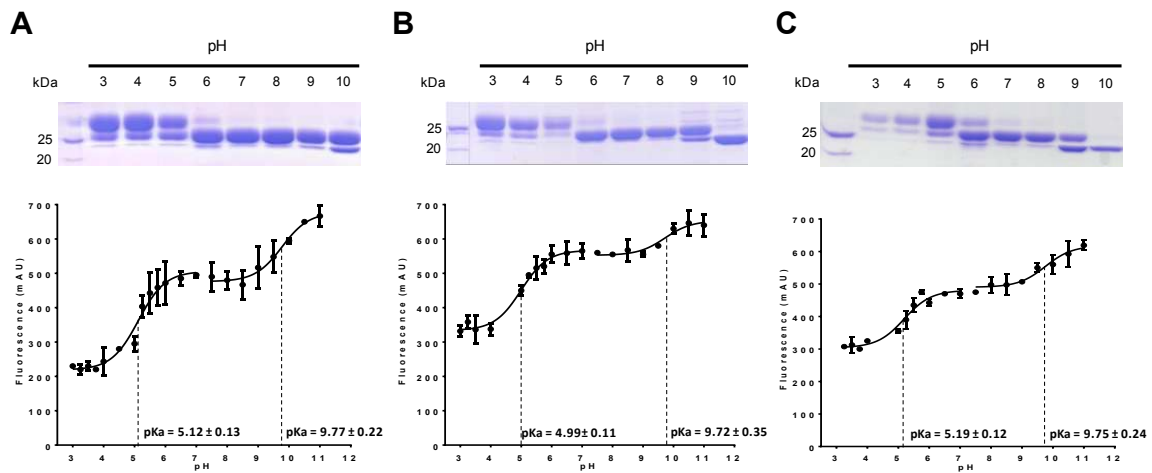 A
B
C
pH
pH
pH
kDa 3 4 5 6 7 8 9 10
kDa 3 4 5 6 7 8 9 10
kDa 3 4 5 6 7 8 9 10
25
20
25
20
25
20
700
600
500
400
300
200
100
0
Fluorescence (mAU)
pKa = 5.12 ± 0.13
pKa = 9.77 ± 0.22
3 4 5 6 7 8 9 10 11 12
pH
700
600
500
400
300
200
100
0
Fluorescence (mAU)
pKa = 4.99± 0.11
pKa = 9.72 ± 0.35
3 4 5 6 7 8 9 10 11 12
pH
700
600
500
400
300
200
100
0
Fluorescence (mAU)
pKa = 5.19 ± 0.12
pKa = 9.75 ± 0.24
3 4 5 6 7 8 9 10 11 12
pH